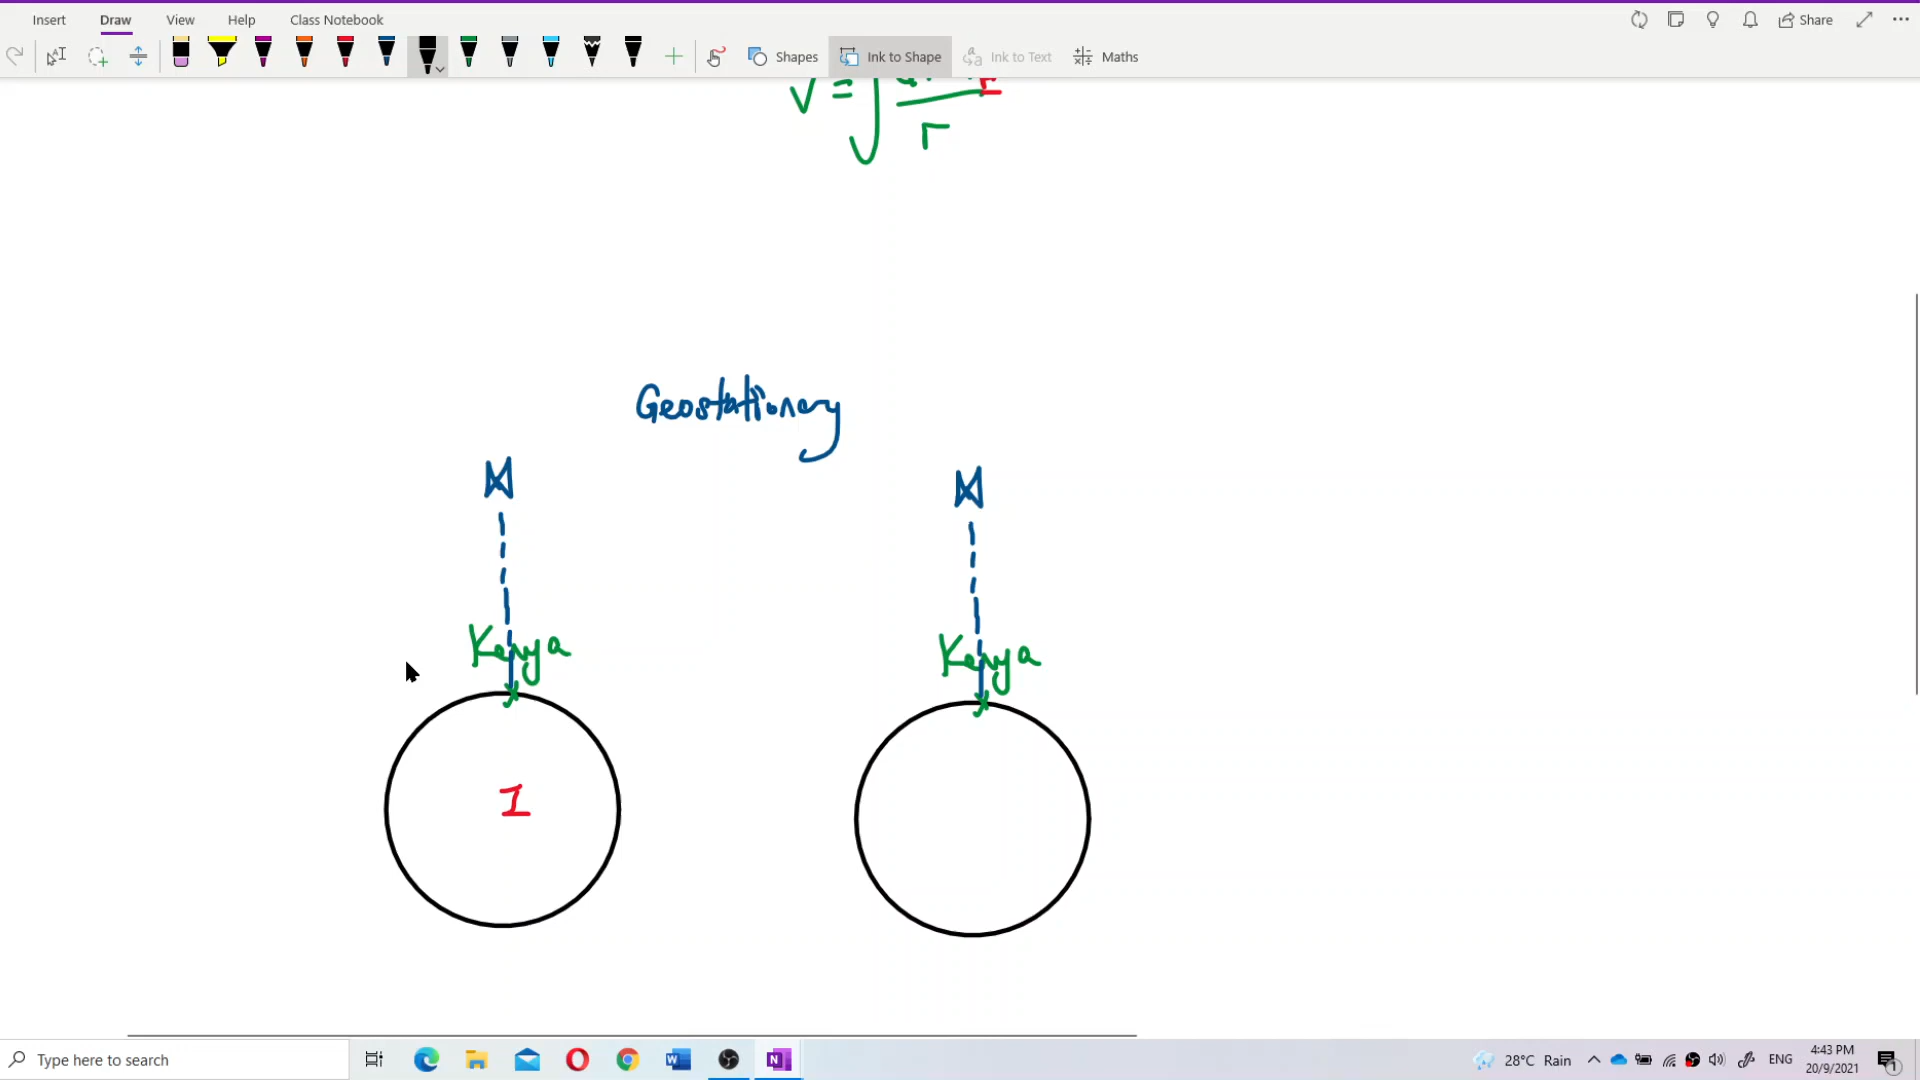 Insert Draw View Help Class Notebook Share
Shapes Ink to Shape Ink to Text Maths
V =
r
Geostationary
Kenya Kenya
1
Type here to search 28°C Rain ENG 4:43 PM
20/9/2021 1